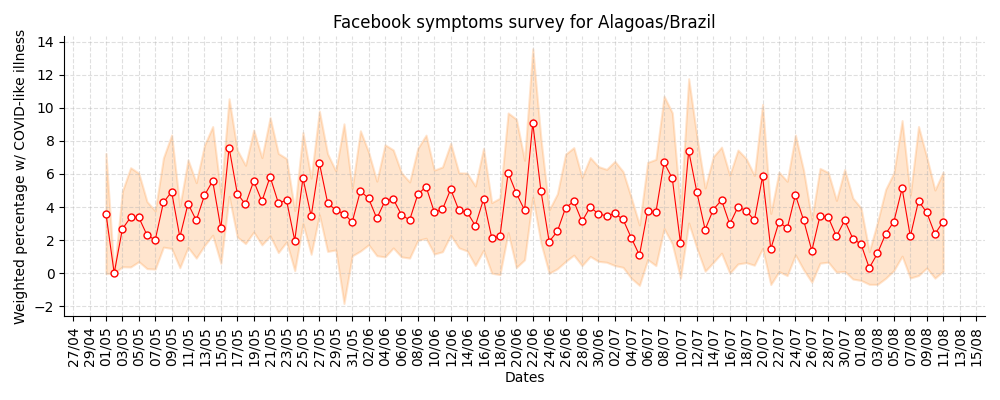 Facebook symptoms survey for Alagoas/Brazil
Weighted percentage w/ COVID-like illness
14
12
10
8
6
4
2
0
−2
27/04 29/04 01/05 03/05 05/05 07/05 09/05 11/05 13/05 15/05 17/05 19/05 21/05 23/05 25/05 27/05 29/05 31/05 02/06 04/06 06/06 08/06 10/06 12/06 14/06 16/06 18/06 20/06 22/06 24/06 26/06 28/06 30/06 02/07 04/07 06/07 08/07 10/07 12/07 14/07 16/07 18/07 20/07 22/07 24/07 26/07 28/07 30/07 01/08 03/08 05/08 07/08 09/08 11/08 13/08 15/08
Dates